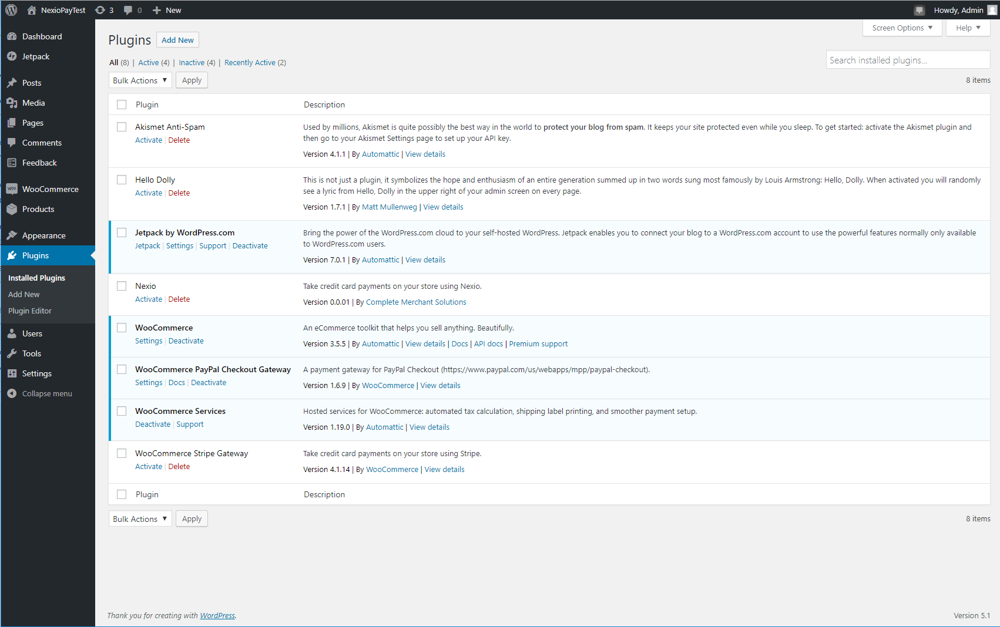 NexioPayTest 3 0 New Howdy, Admin
Dashboard
Jetpack
Posts
Media
Pages
Comments
Feedback
WooCommerce
Products
Appearance
Plugins
Installed Plugins
Add New
Plugin Editor
Users
Tools
Settings
Collapse menu
Screen Options ▼ Help ▼
Plugins Add New
All (8) | Active (4) | Inactive (4) | Recently Active (2)
Search installed plugins...
Bulk Actions ▼ Apply 8 items
Plugin Description
Akismet Anti-Spam
Activate | Delete
Used by millions, Akismet is quite possibly the best way in the world to protect your blog from spam. It keeps your site protected even while you sleep. To get started: activate the Akismet plugin and
then go to your Akismet Settings page to set up your API key.
Version 4.1.1 | By Automattic | View details
Hello Dolly
Activate | Delete
This is not just a plugin, it symbolizes the hope and enthusiasm of an entire generation summed up in two words sung most famously by Louis Armstrong: Hello, Dolly. When activated you will randomly
see a lyric from Hello, Dolly in the upper right of your admin screen on every page.
Version 1.7.1 | By Matt Mullenweg | View details
Jetpack by WordPress.com
Jetpack | Settings | Support | Deactivate
Bring the power of the WordPress.com cloud to your self-hosted WordPress. Jetpack enables you to connect your blog to a WordPress.com account to use the powerful features normally only available
to WordPress.com users.
Version 7.0.1 | By Automattic | View details
Nexio
Activate | Delete
Take credit card payments on your store using Nexio.
Version 0.0.01 | By Complete Merchant Solutions
WooCommerce
Settings | Deactivate
An eCommerce toolkit that helps you sell anything. Beautifully.
Version 3.5.5 | By Automattic | View details | Docs | API docs | Premium support
WooCommerce PayPal Checkout Gateway
Settings | Docs | Deactivate
A payment gateway for PayPal Checkout (https://www.paypal.com/us/webapps/mpp/paypal-checkout).
Version 1.6.9 | By WooCommerce | View details
WooCommerce Services
Deactivate | Support
Hosted services for WooCommerce: automated tax calculation, shipping label printing, and smoother payment setup.
Version 1.19.0 | By Automattic | View details
WooCommerce Stripe Gateway
Activate | Delete
Take credit card payments on your store using Stripe.
Version 4.1.14 | By WooCommerce | View details
Plugin Description
Bulk Actions ▼ Apply 8 items
Thank you for creating with WordPress. Version 5.1